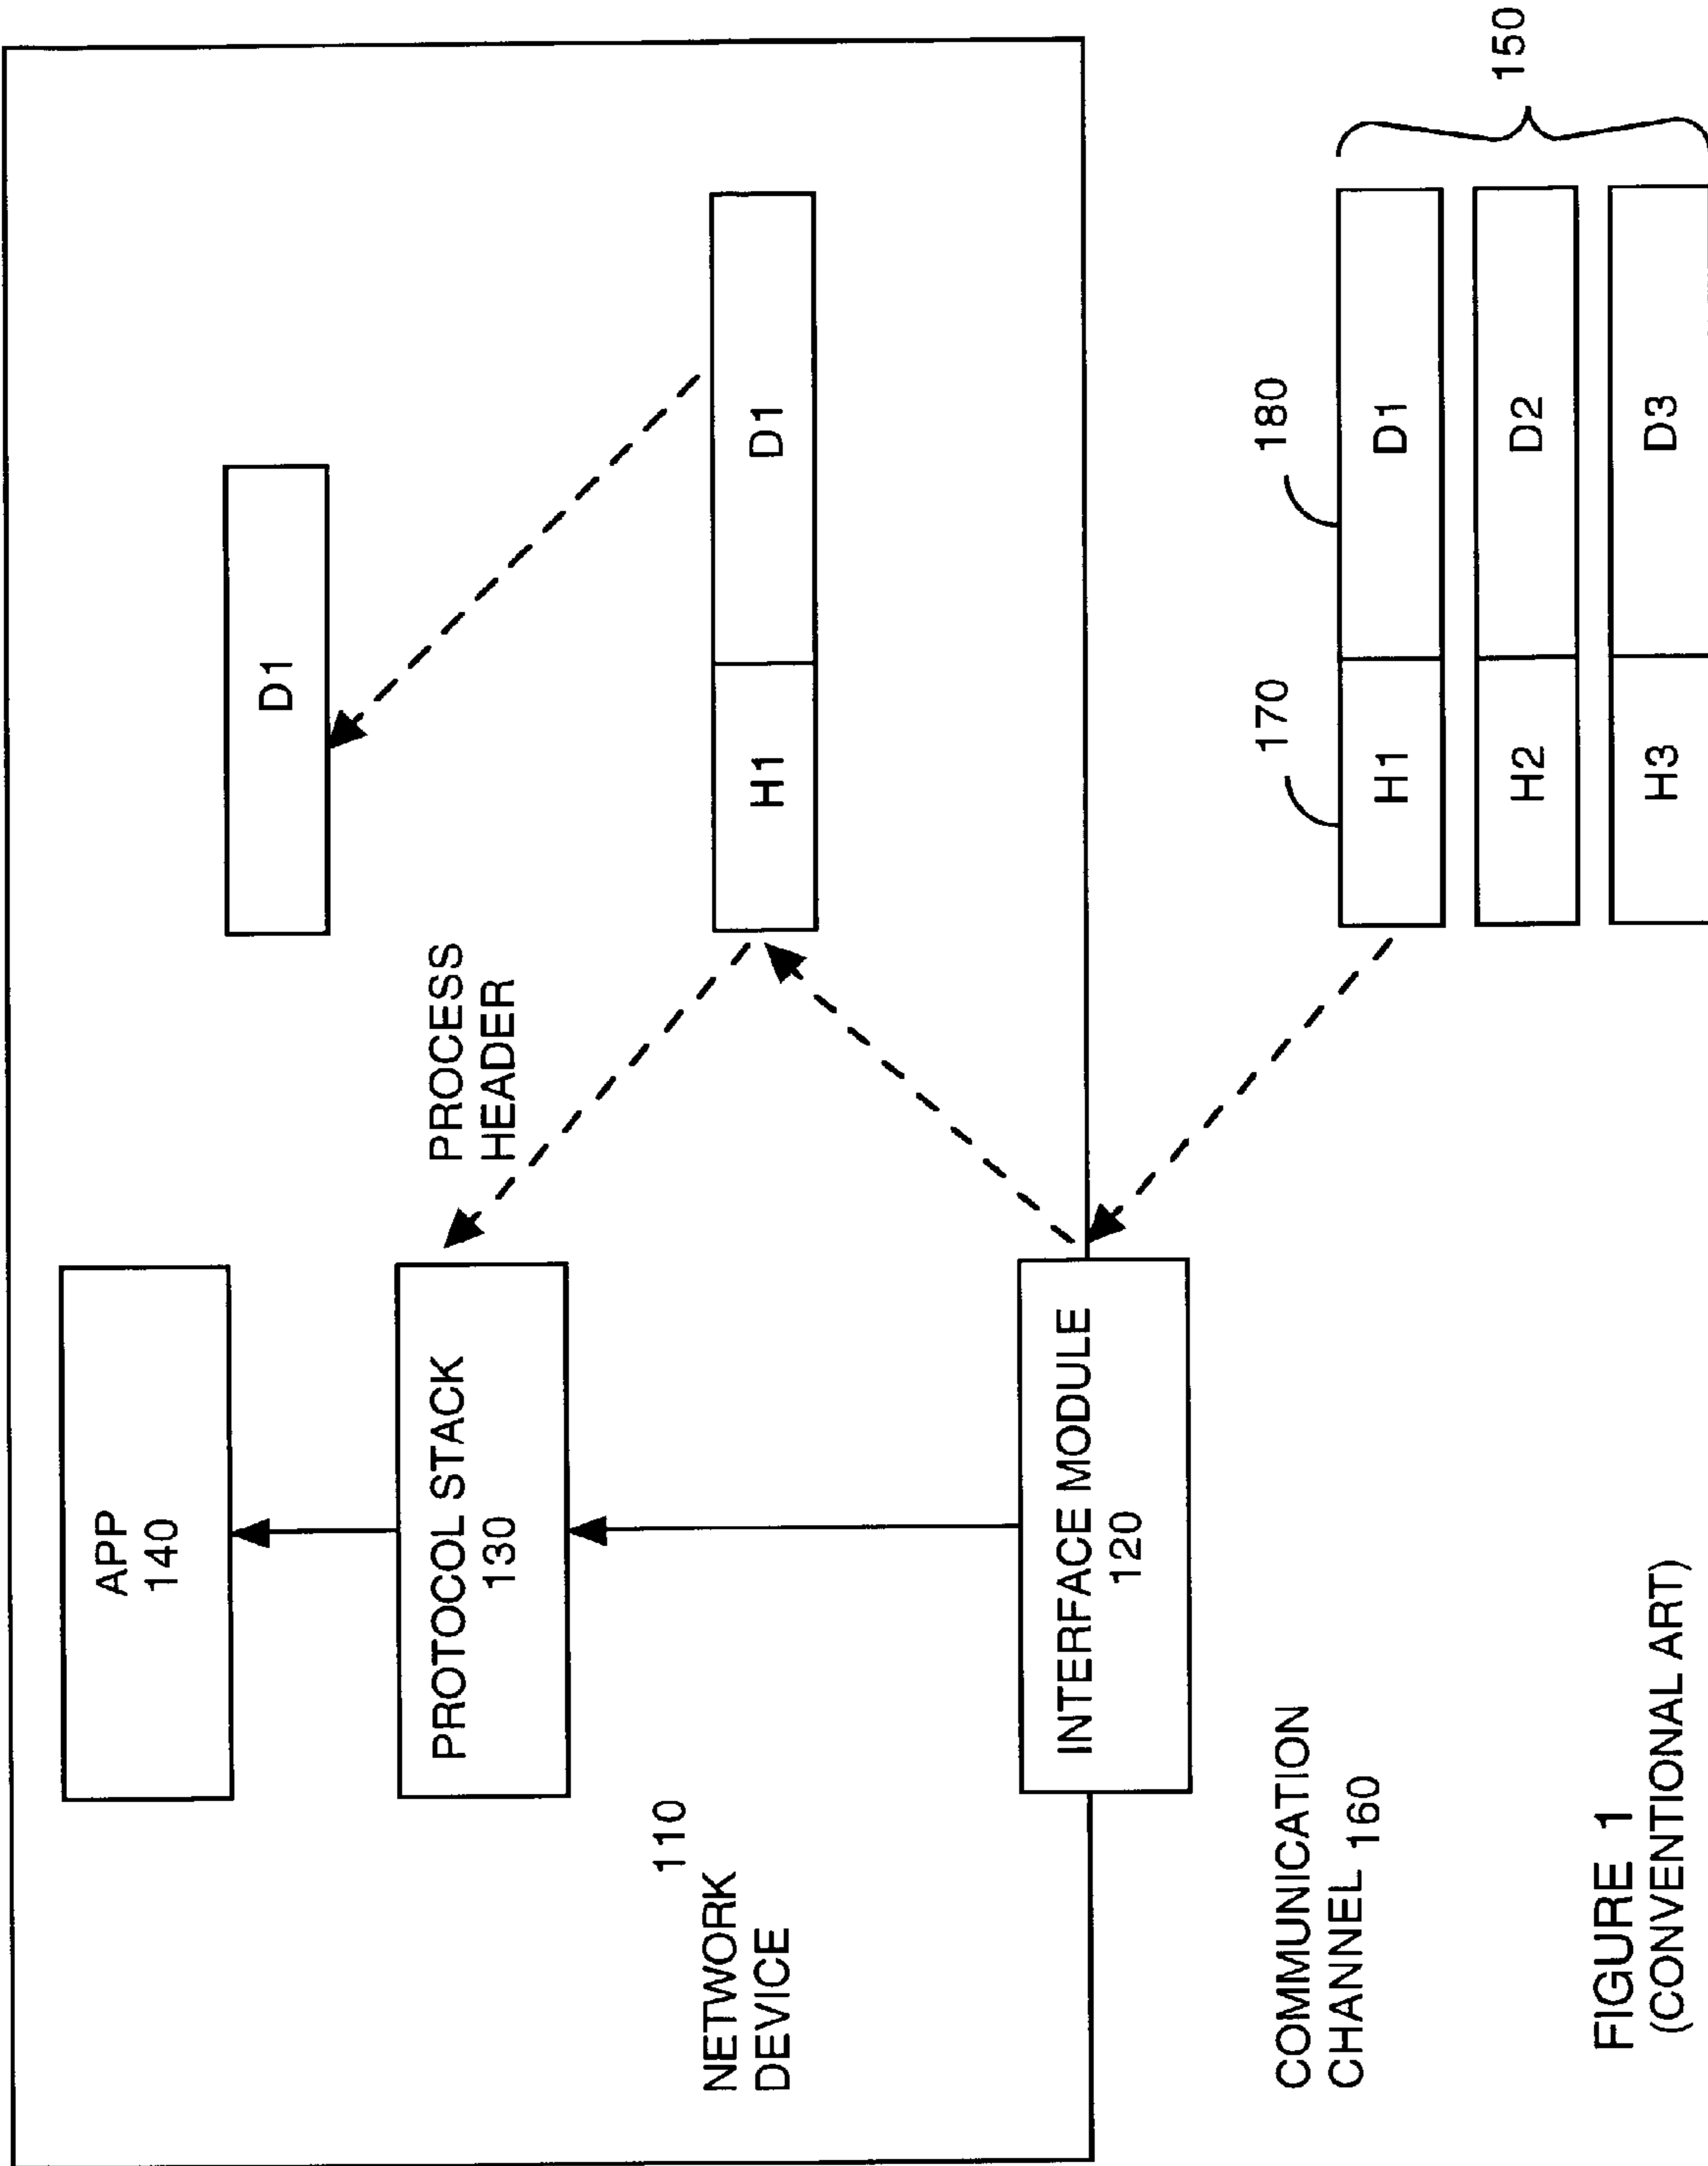 APP
140
D1
PROTOCOL STACK
130
PROCESS
HEADER
110
NETWORK
DEVICE
H1 D1
INTERFACE MODULE
120
COMMUNICATION
CHANNEL 160
170 180
H1 D1
H2 D2
H3 D3
150
FIGURE 1
(CONVENTIONAL ART)